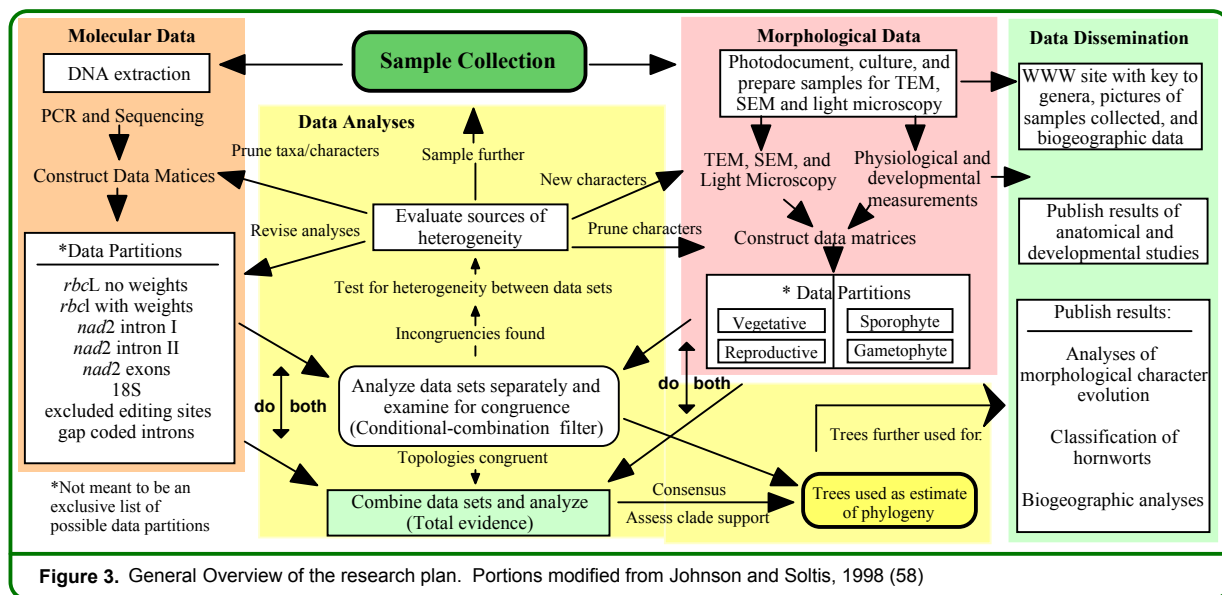 Molecular Data
DNA extraction
PCR and Sequencing
Construct Data Matices
*Data Partitions
rbcL no weights
rbcl with weights
nad2 intron I
nad2 intron II
nad2 exons
18S
excluded editing sites
gap coded introns
*Not meant to be an
exclusive list of
possible data partitions
Sample Collection
Data Analyses
Prune taxa/characters
Sample further
New characters
Evaluate sources of
heterogeneity
Revise analyses
Prune characters
Test for heterogeneity between data sets
Incongruencies found
do both
Analyze data sets separately and
examine for congruence
(Conditional-combination filter)
do both
Topologies congruent
Combine data sets and analyze
(Total evidence)
Consensus
Assess clade support
Trees used as estimate
of phylogeny
Trees further used for:
Morphological Data
Photodocument, culture, and
prepare samples for TEM,
SEM and light microscopy
TEM, SEM, and
Light Microscopy
Physiological and
developmental
measurements
Construct data matrices
* Data Partitions
Vegetative
Sporophyte
Reproductive
Gametophyte
Data Dissemination
WWW site with key to
genera, pictures of
samples collected, and
biogeographic data
Publish results of
anatomical and
developmental studies
Publish results:
Analyses of
morphological character
evolution
Classification of
hornworts
Biogeographic analyses
Figure 3. General Overview of the research plan. Portions modified from Johnson and Soltis, 1998 (58)